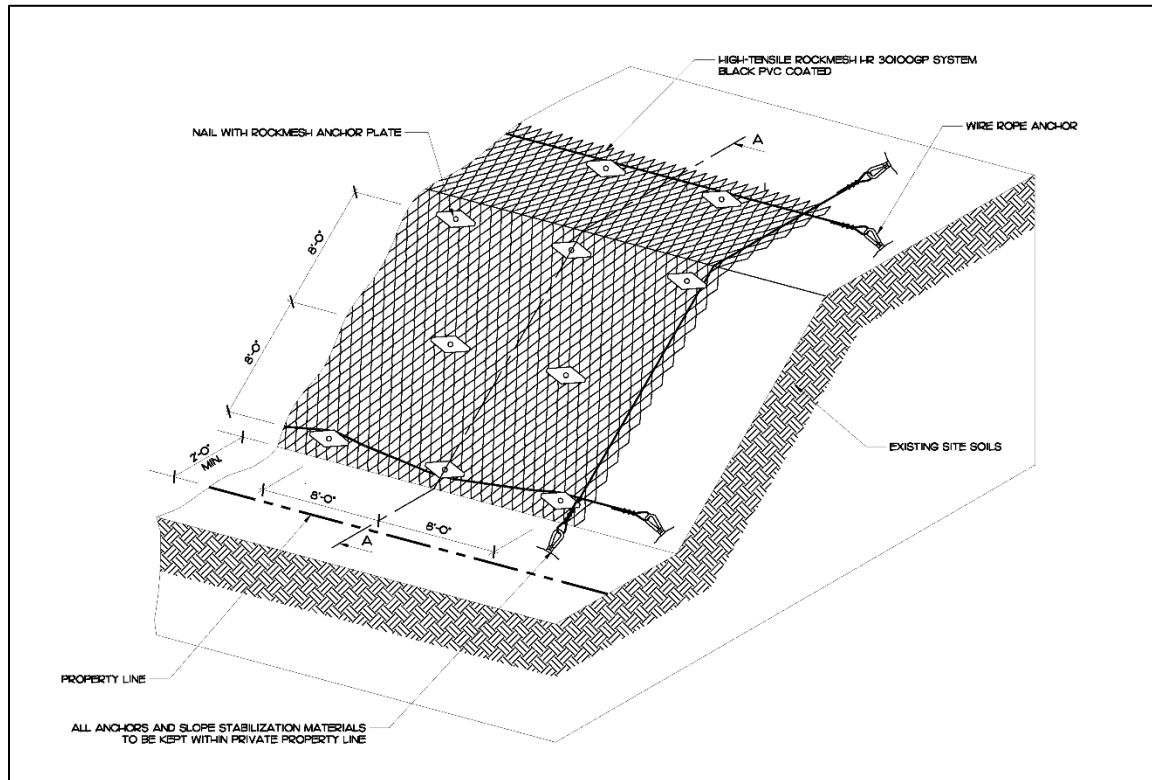 HIGH-TENSILE ROCKMESH HR 30100GP SYSTEM
BLACK PVC COATED
NAIL WITH ROCKMESH ANCHOR PLATE
WIRE ROPE ANCHOR
A
8'-0"
8'-0"
EXISTING SITE SOILS
2'-0"
MIN.
8'-0"
8'-0"
A
PROPERTY LINE
ALL ANCHORS AND SLOPE STABILIZATION MATERIALS
TO BE KEPT WITHIN PRIVATE PROPERTY LINE